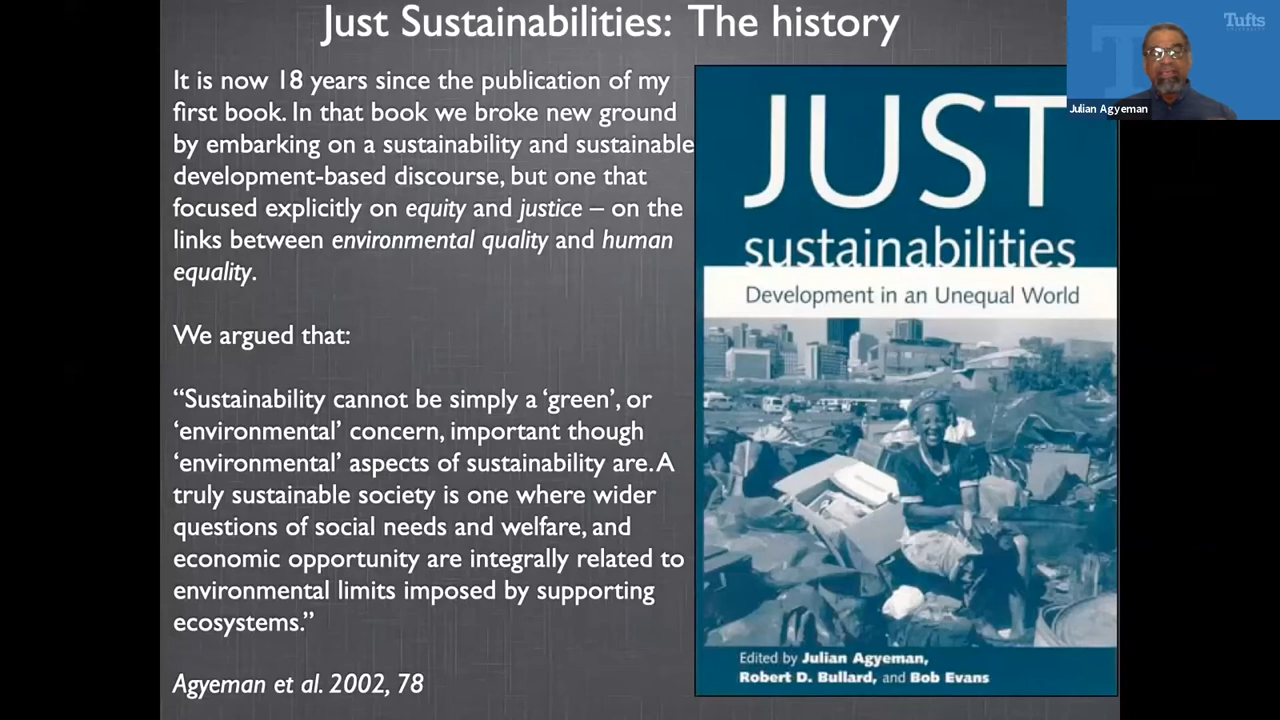 Just Sustainabilities: The history
It is now 18 years since the publication of my
first book. In that book we broke new ground
by embarking on a sustainability and sustainable
development-based discourse, but one that
focused explicitly on equity and justice – on the
links between environmental quality and human
equality.
We argued that:
“Sustainability cannot be simply a ‘green’, or
‘environmental’ concern, important though
‘environmental’ aspects of sustainability are. A
truly sustainable society is one where wider
questions of social needs and welfare, and
economic opportunity are integrally related to
environmental limits imposed by supporting
ecosystems.”
Agyeman et al. 2002, 78
JUST
sustainabilities
Development in an Unequal World
Edited by Julian Agyeman,
Robert D. Bullard, and Bob Evans
Tufts
UNIVERSITY
Julian Agyeman